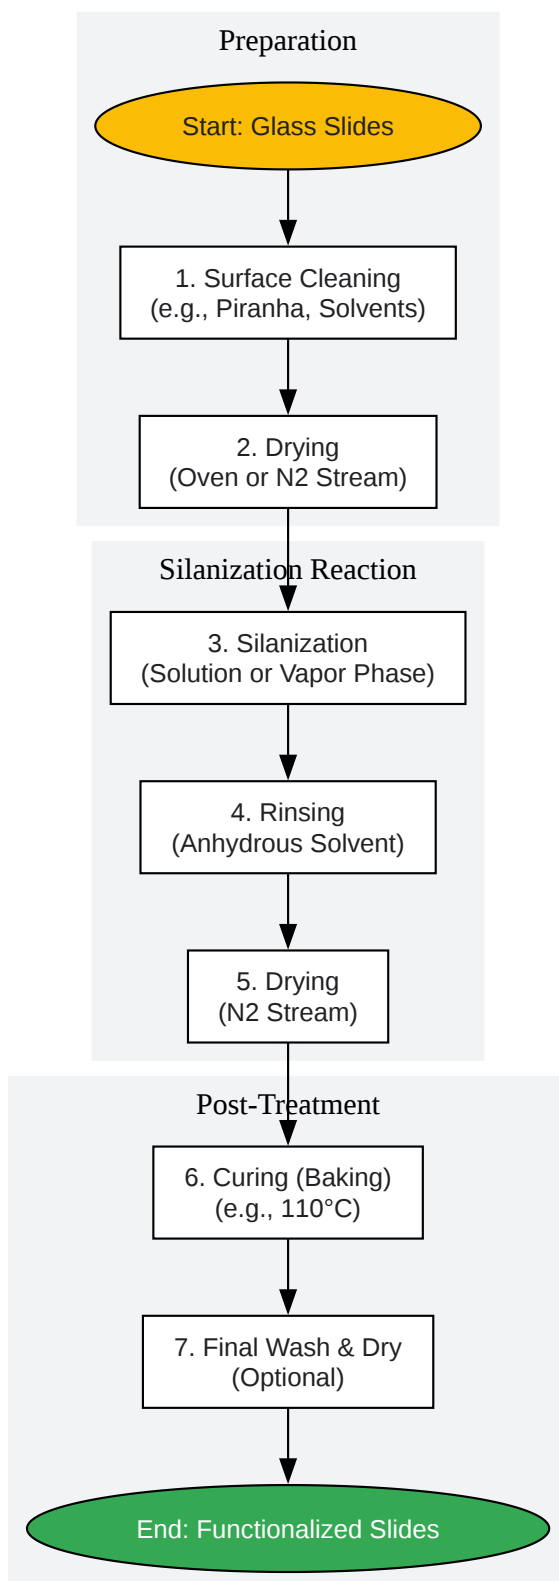 Preparation
Start: Glass Slides
1. Surface Cleaning
(e.g., Piranha, Solvents)
2. Drying
(Oven or N2 Stream)
Silanization Reaction
3. Silanization
(Solution or Vapor Phase)
4. Rinsing
(Anhydrous Solvent)
5. Drying
(N2 Stream)
Post-Treatment
6. Curing (Baking)
(e.g., 110°C)
7. Final Wash & Dry
(Optional)
End: Functionalized Slides